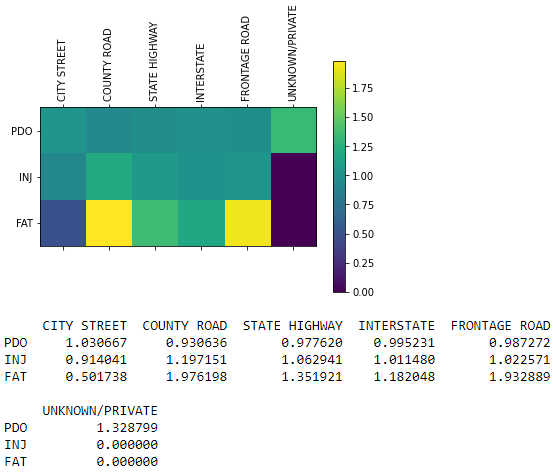 CITY STREET
COUNTY ROAD
STATE HIGHWAY
INTERSTATE
FRONTAGE ROAD
UNKNOWN/PRIVATE
PDO
INJ
FAT
1.75
1.50
1.25
1.00
0.75
0.50
0.25
0.00
CITY STREET COUNTY ROAD STATE HIGHWAY INTERSTATE FRONTAGE ROAD
PDO 1.030667 0.930636 0.977620 0.995231 0.987272
INJ 0.914041 1.197151 1.062941 1.011480 1.022571
FAT 0.501738 1.976198 1.351921 1.182048 1.932889
UNKNOWN/PRIVATE
PDO 1.328799
INJ 0.000000
FAT 0.000000